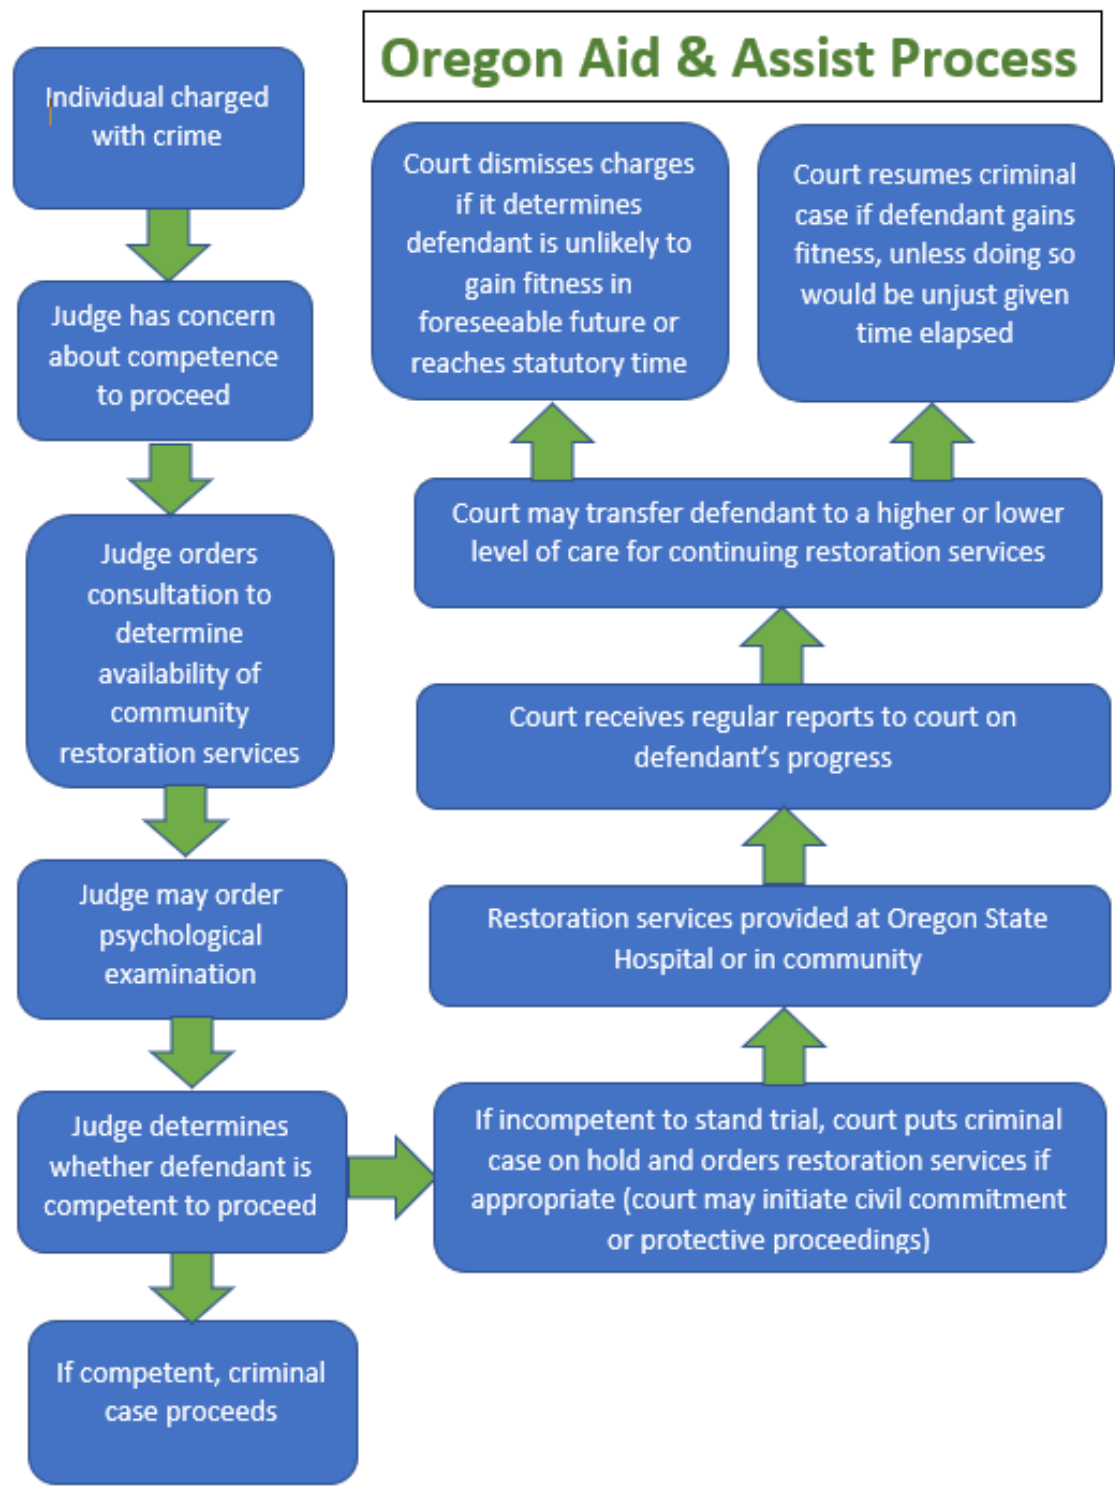 Oregon Aid & Assist Process
Individual charged
with crime
Judge has concern
about competence
to proceed
Judge orders
consultation to
determine
availability of
community
restoration services
Judge may order
psychological
examination
Judge determines
whether defendant is
competent to proceed
If competent, criminal
case proceeds
If incompetent to stand trial, court puts criminal
case on hold and orders restoration services if
appropriate (court may initiate civil commitment
or protective proceedings)
Restoration services provided at Oregon State
Hospital or in community
Court receives regular reports to court on
defendant’s progress
Court may transfer defendant to a higher or lower
level of care for continuing restoration services
Court dismisses charges
if it determines
defendant is unlikely to
gain fitness in
foreseeable future or
reaches statutory time
Court resumes criminal
case if defendant gains
fitness, unless doing so
would be unjust given
time elapsed